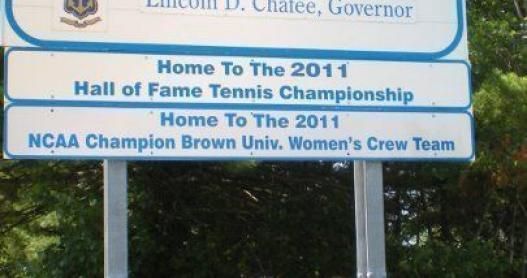 Lincoln D. Chafee, Governor
Home To The 2011
Hall of Fame Tennis Championship
Home To The 2011
NCAA Champion Brown Univ. Women's Crew Team